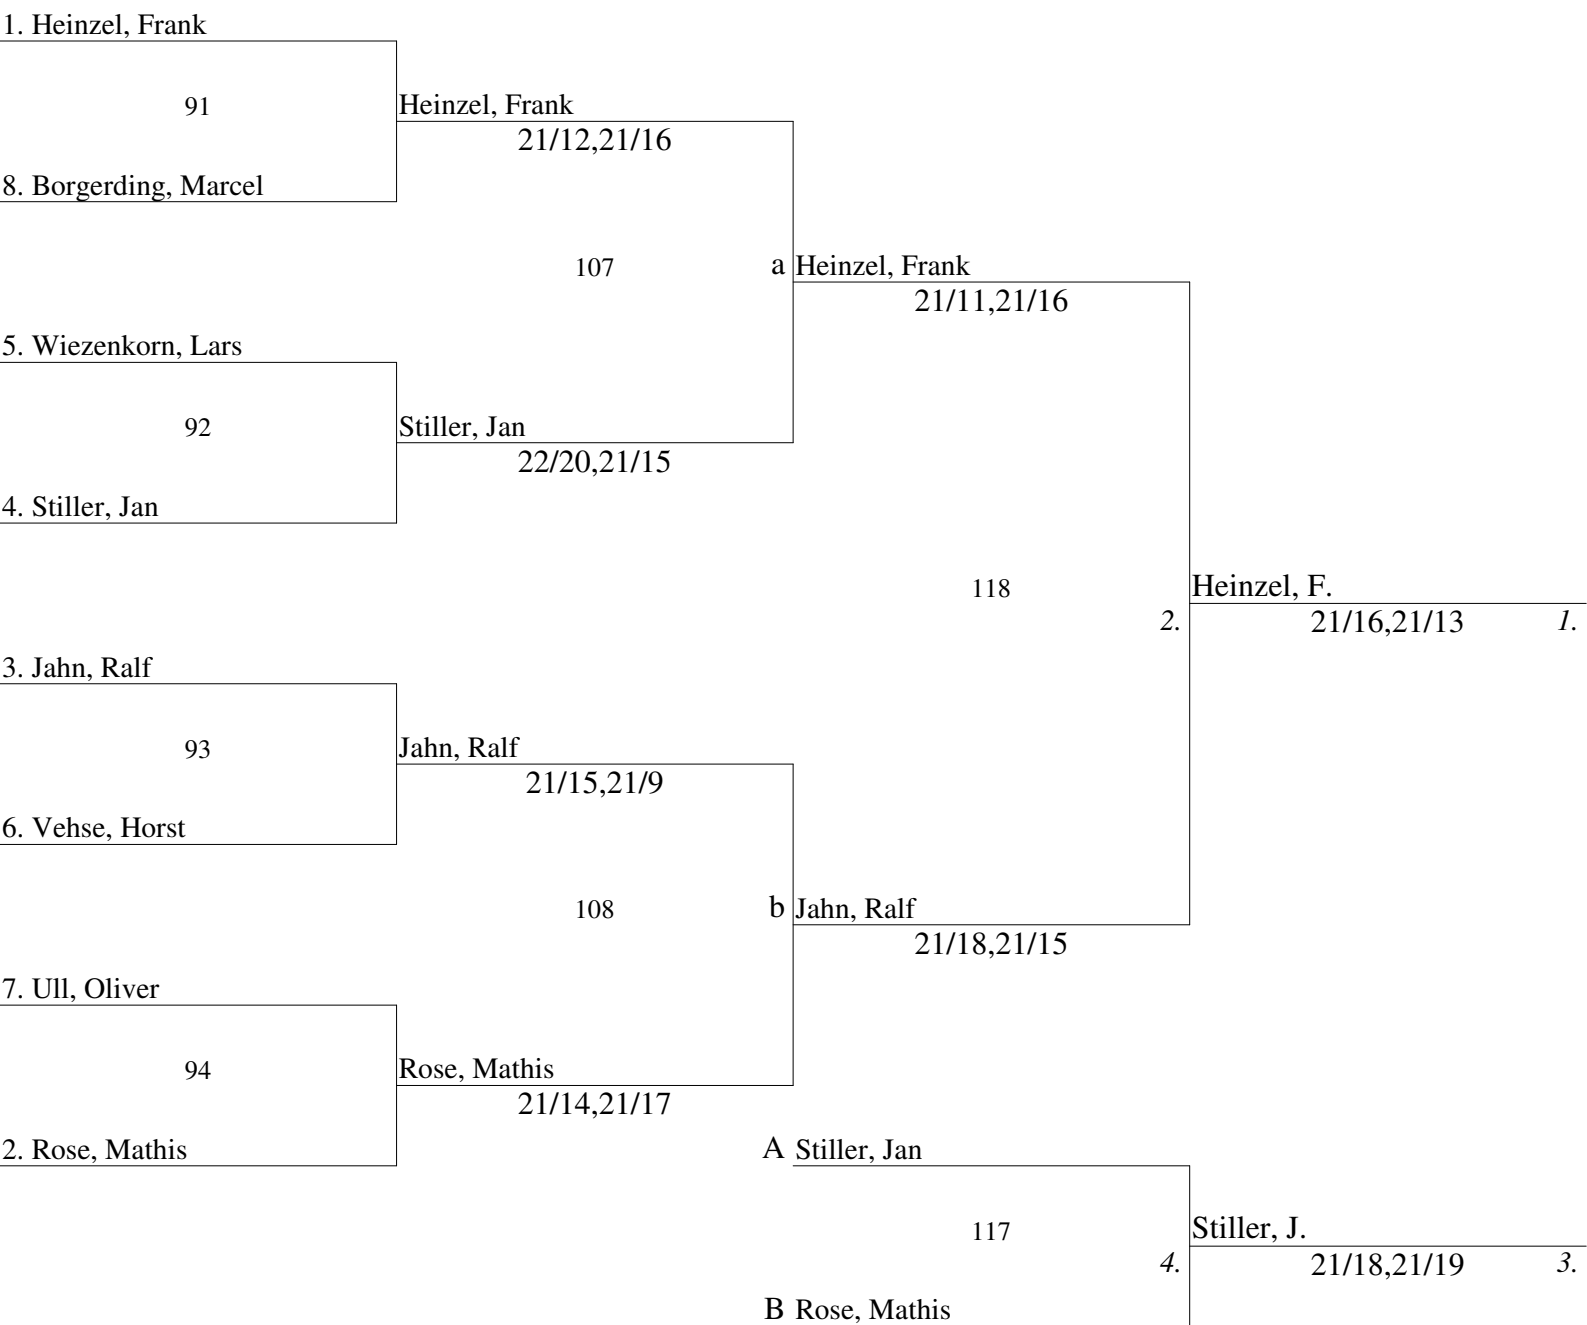 1. Heinzel, Frank
91
Heinzel, Frank
21/12,21/16
8. Borgerding, Marcel
107
a Heinzel, Frank
21/11,21/16
5. Wiezenkorn, Lars
92
Stiller, Jan
22/20,21/15
4. Stiller, Jan
118
Heinzel, F.
2.
21/16,21/13
1.
3. Jahn, Ralf
93
Jahn, Ralf
21/15,21/9
6. Vehse, Horst
108
b Jahn, Ralf
21/18,21/15
7. Ull, Oliver
94
Rose, Mathis
21/14,21/17
2. Rose, Mathis
A Stiller, Jan
117
Stiller, J.
4.
21/18,21/19
3.
B Rose, Mathis